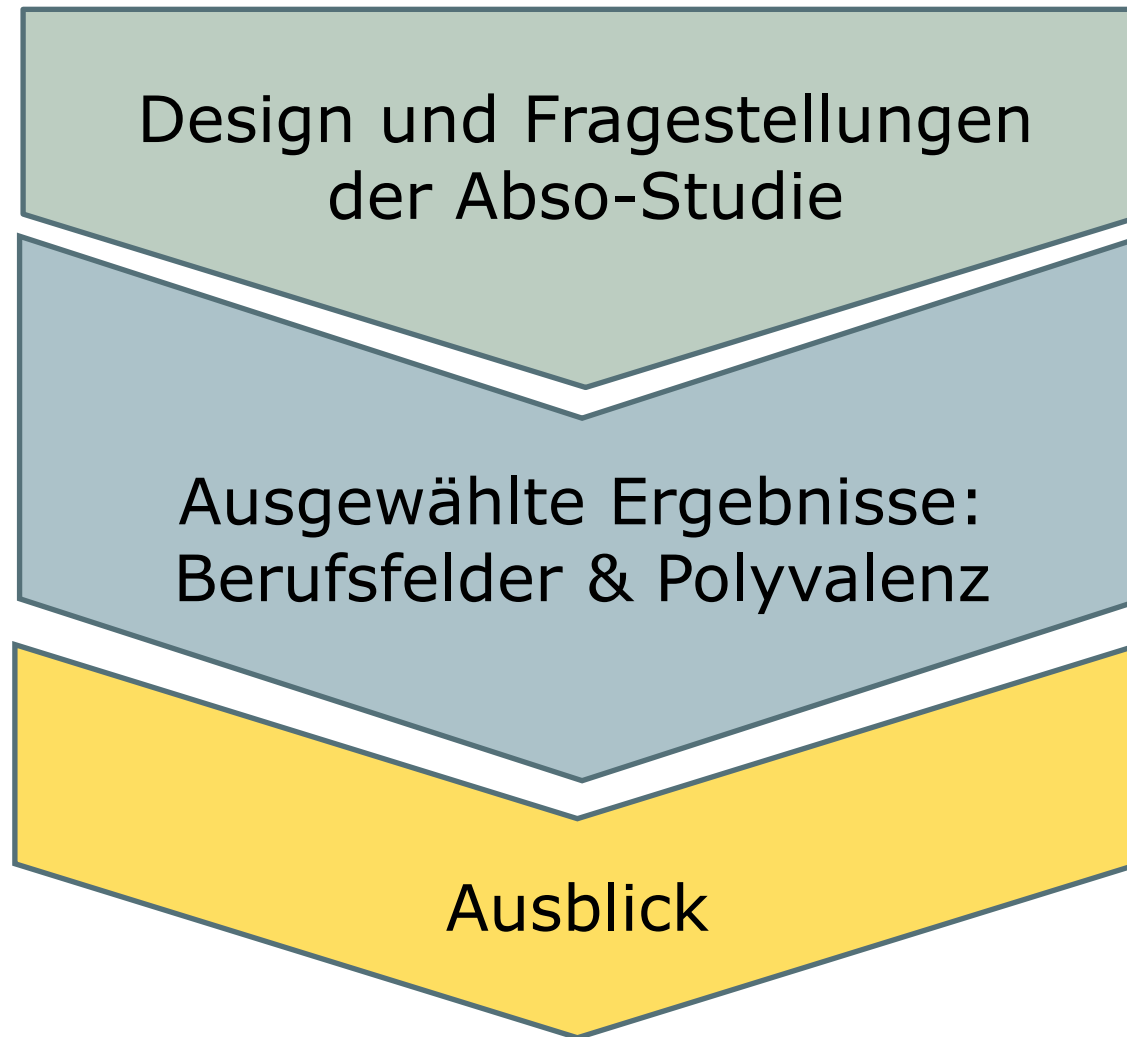 Design und Fragestellungen
der Abso-Studie
Ausgewählte Ergebnisse:
Berufsfelder & Polyvalenz
Ausblick